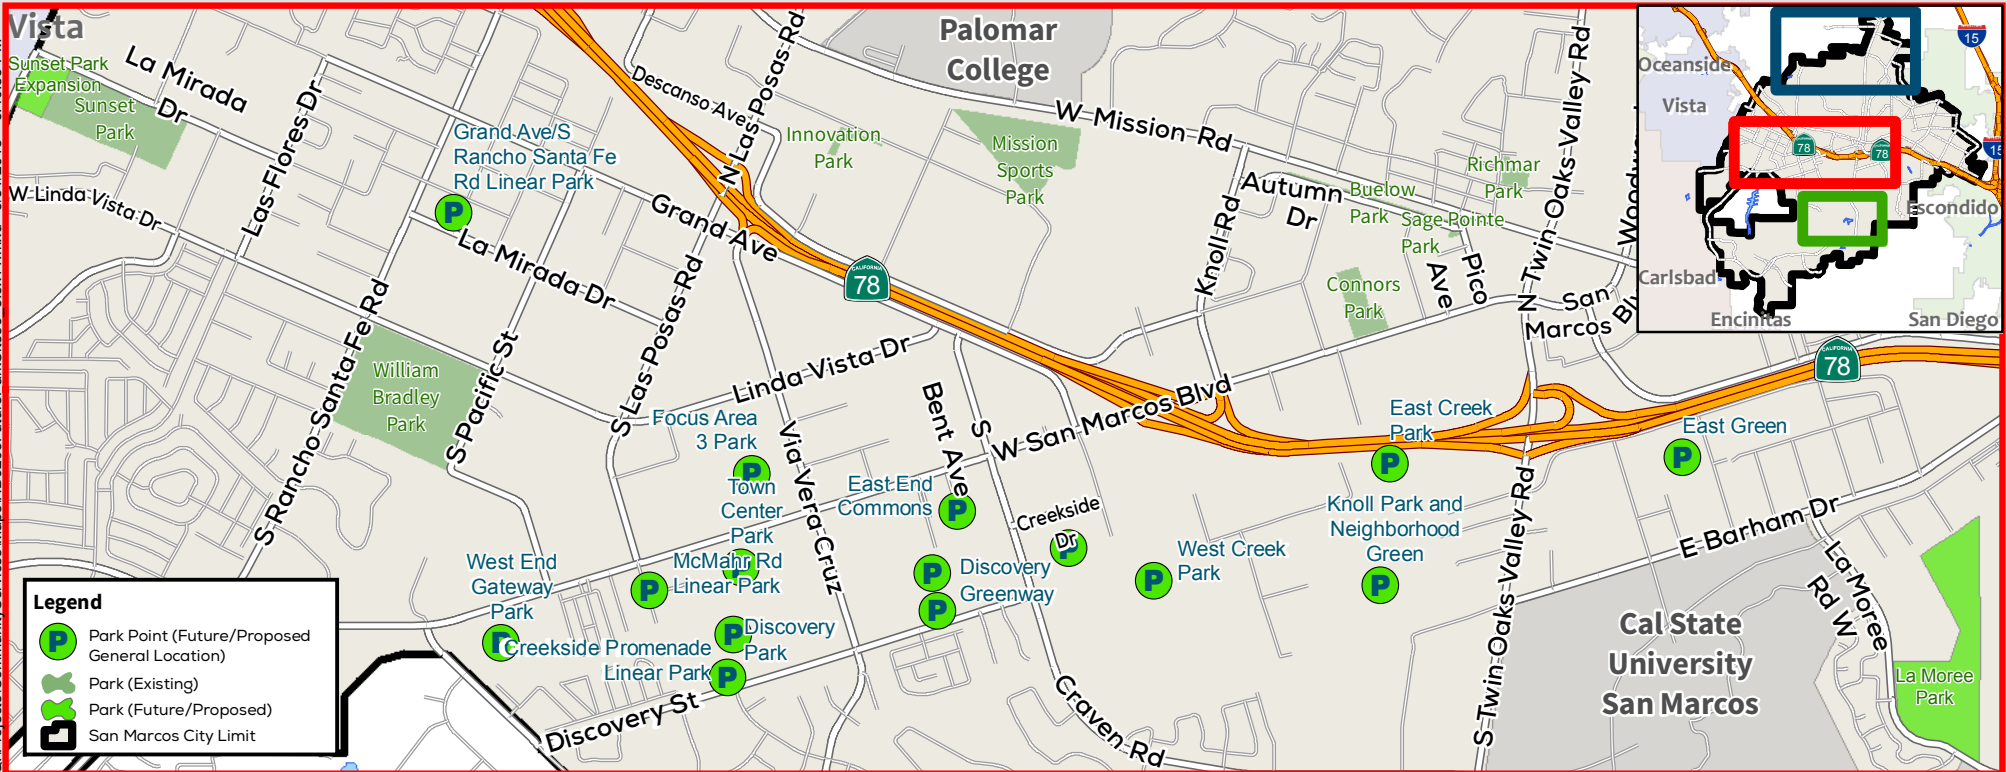 Vista
Sunset Park
Expansion
Sunset
Park
La Mirada
Dr
W Linda Vista Dr
Las Flores Dr
Grand Ave/S
Rancho Santa Fe
Rd Linear Park
P
La Mirada Dr
Descanso Ave
N Las Posas Rd
Grand Ave
Innovation
Park
Palomar
College
W Mission Rd
Mission
Sports
Park
CALIFORNIA
78
Knoll Rd
Autumn
Dr
Buelow
Park
Sage Pointe
Park
Richmar
Park
Connors
Park
Ave
Pico
N Twin Oaks Valley Rd
San
Marcos Blv
Oceanside
Vista
Carlsbad
Encinitas
San Diego
Escondido
15
15
78
78
CALIFORNIA
78
William
Bradley
Park
S Rancho Santa Fe Rd
S Pacific St
S Las Posas Rd
Linda Vista Dr
Via Vera Cruz
Bent Ave
S
W San Marcos Blvd
Focus Area
3 Park
P
Town
Center
Park
P
East End
Commons
P
Creekside
Dr
P
West Creek
Park
P
East Creek
Park
P
Knoll Park and
Neighborhood
Green
P
East Green
P
E Barham Dr
La Moree
Rd W
La Moree
Park
Cal State
University
San Marcos
S Twin Oaks Valley Rd
West End
Gateway
Park
P
McMahr Rd
Linear Park
P
Discovery
Greenway
P
P
Discovery
Park
P
Creekside Promenade
Linear Park
P
Discovery St
Craven Rd
Legend
P
Park Point (Future/Proposed
General Location)
Park (Existing)
Park (Future/Proposed)
San Marcos City Limit